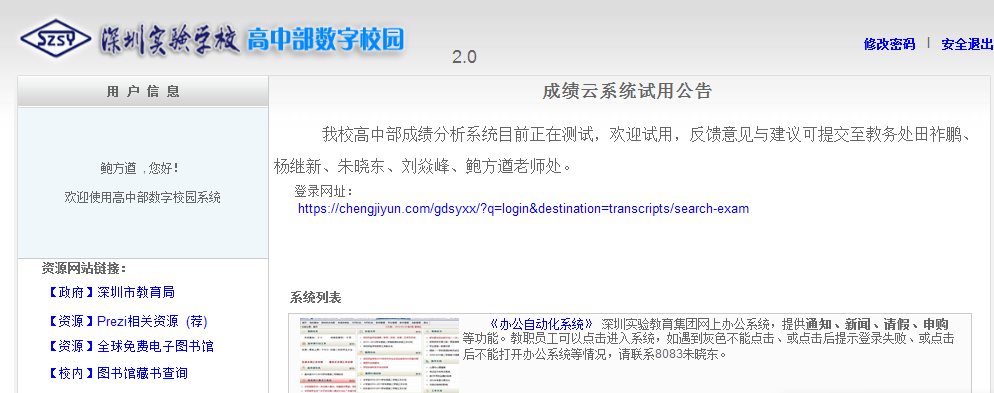 SZSY 深圳实验学校 高中部数字校园
2.0
修改密码 | 安全退出
用户信息
鲍方遒 ,您好!
欢迎使用高中部数字校园系统
资源网站链接：
【政府】深圳市教育局
【资源】Prezi相关资源 (荐)
【资源】全球免费电子图书馆
【校内】图书馆藏书查询
成绩云系统试用公告
我校高中部成绩分析系统目前正在测试，欢迎试用，反馈意见与建议可提交至教务处田祚鹏、
杨继新、朱晓东、刘焱峰、鲍方遒老师处。
登录网址：
https://chengjiyun.com/gdsyxx/?q=login&destination=transcripts/search-exam
系统列表
《办公自动化系统》 深圳实验教育集团网上办公系统，提供通知、新闻、请假、申购
等功能。教职员工可以点击进入系统，如遇到灰色不能点击、或点击后提示登录失败、或点击
后不能打开办公系统等情况，请联系8083朱晓东。